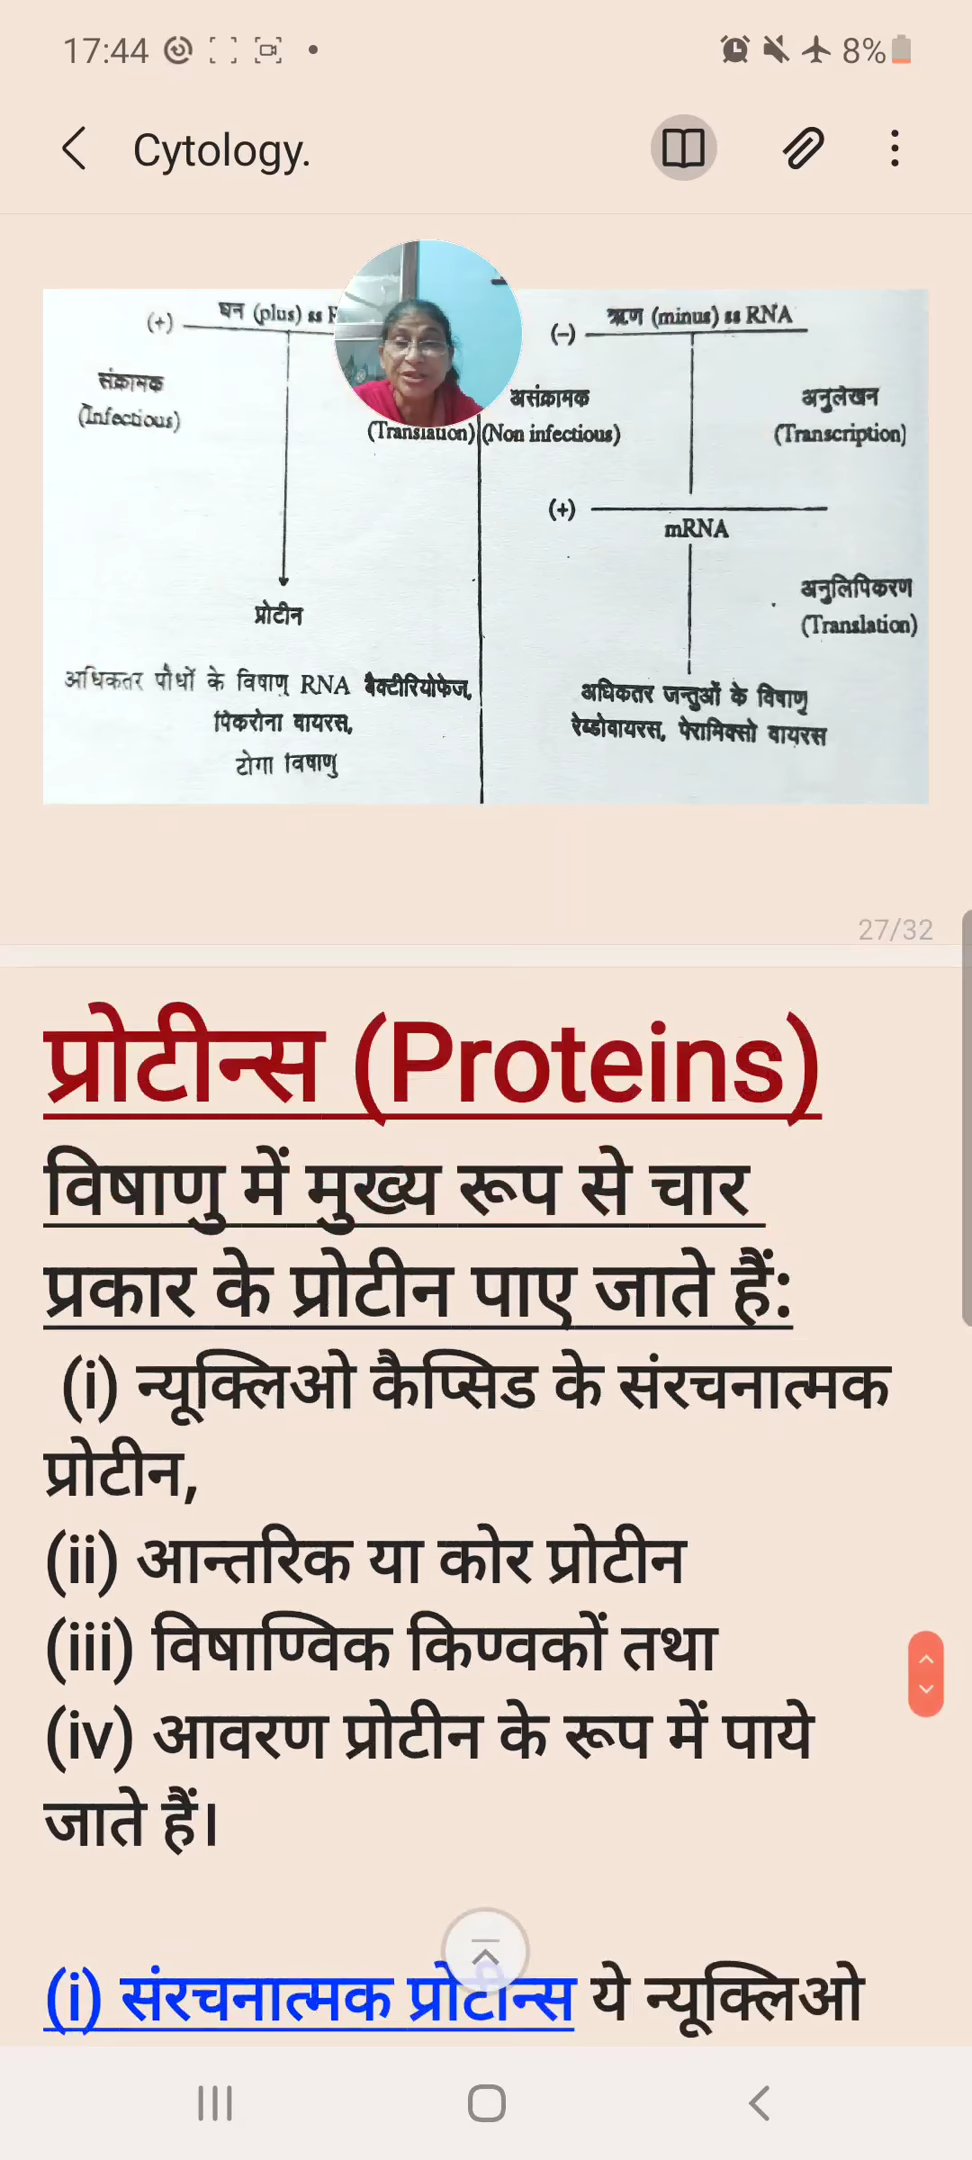 17:44
8%
Cytology.
(+) घन (plus) ss
(-) ऋण (minus) ss RNA
संक्रामक
(Infectious)
(Translation)
असंक्रामक
(Non infectious)
अनुलेखन
(Transcription)
(+)
mRNA
प्रोटीन
अनुलिपिकरण
(Translation)
अधिकतर पौधों के विषाणु RNA बैक्टीरियोफेज,
पिकरोना वायरस,
टोगा विषाणु
अधिकतर जन्तुओं के विषाणु
रेब्डोवायरस, पेरामिक्सो वायरस
27/32
प्रोटीन्स (Proteins)
विषाणु में मुख्य रूप से चार
प्रकार के प्रोटीन पाए जाते हैं:
(i) न्यूक्लिओ कैप्सिड के संरचनात्मक
प्रोटीन,
(ii) आन्तरिक या कोर प्रोटीन
(iii) विषाण्विक किण्वकों तथा
(iv) आवरण प्रोटीन के रूप में पाये
जाते हैं।
(i) संरचनात्मक प्रोटीन्स ये न्यूक्लिओ